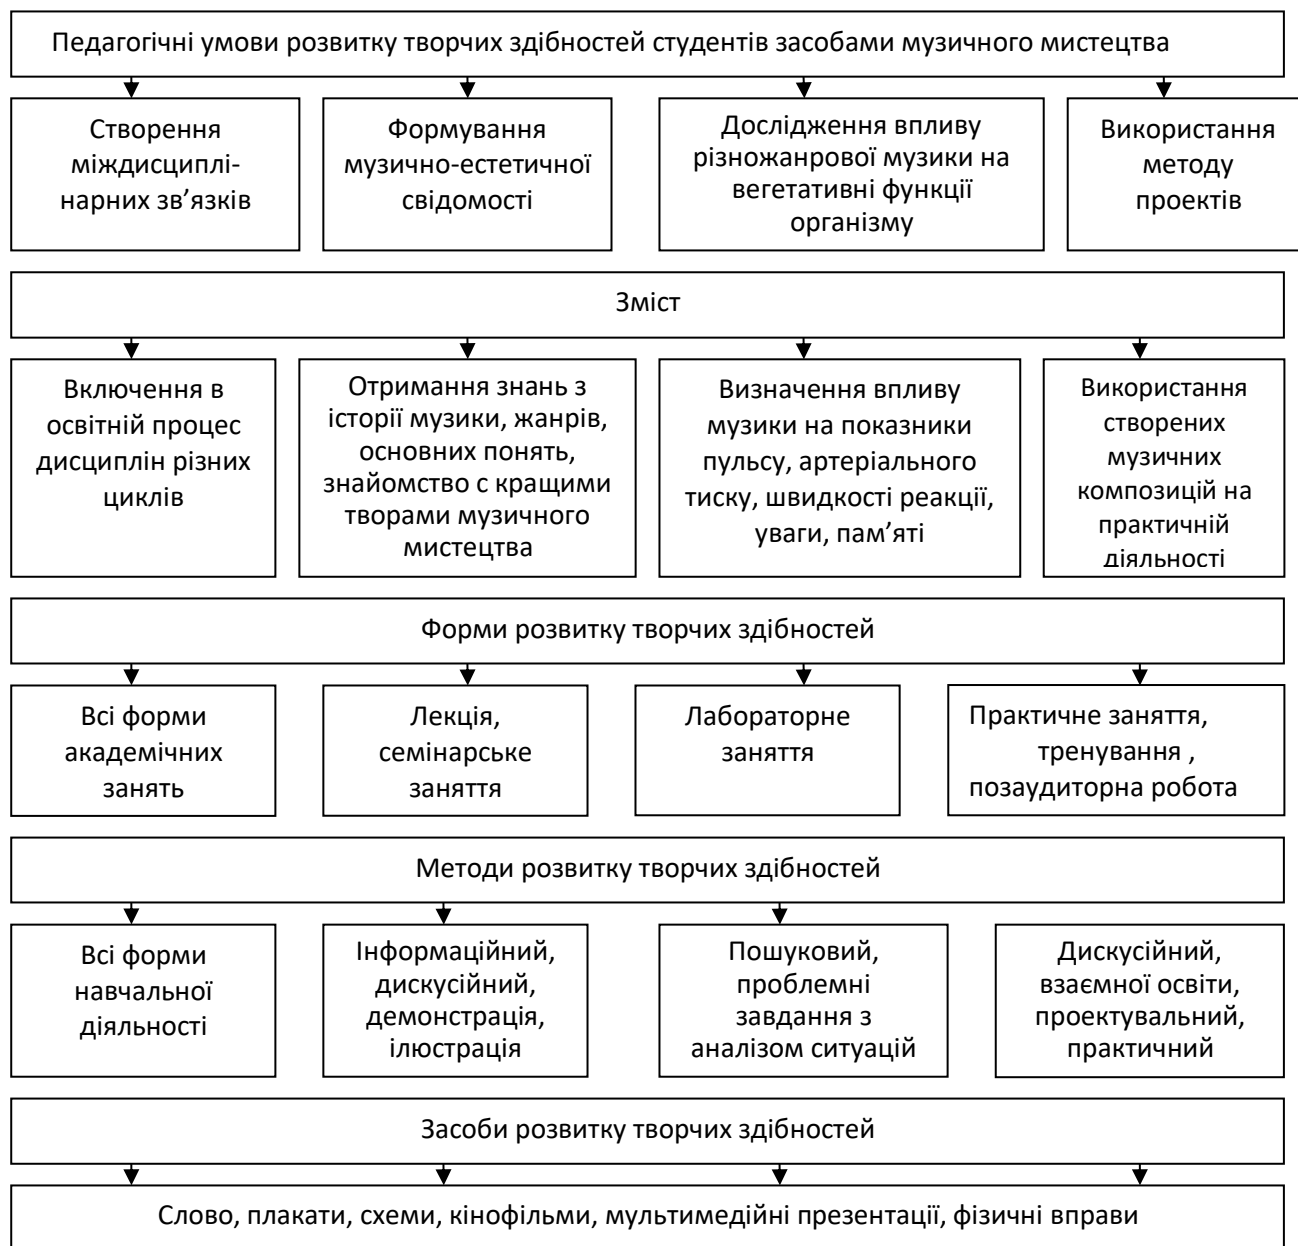 Педагогічні умови розвитку творчих здібностей студентів засобами музичного мистецтва
Створення
міждисциплі-
нарних зв’язків
Формування
музично-естетичної
свідомості
Дослідження впливу
різножанрової музики на
вегетативні функції
організму
Використання
методу
проектів
Зміст
Включення в
освітній процес
дисциплін різних
циклів
Отримання знань з
історії музики, жанрів,
основних понять,
знайомство с кращими
творами музичного
мистецтва
Визначення впливу
музики на показники
пульсу, артеріального
тиску, швидкості реакції,
уваги, пам’яті
Використання
створених
музичних
композицій на
практичній
діяльності
Форми розвитку творчих здібностей
Всі форми
академічних
занять
Лекція,
семінарське
заняття
Лабораторне
заняття
Практичне заняття,
тренування ,
позаудиторна робота
Методи розвитку творчих здібностей
Всі форми
навчальної
діяльності
Інформаційний,
дискусійний,
демонстрація,
ілюстрація
Пошуковий,
проблемні
завдання з
аналізом ситуацій
Дискусійний,
взаємної освіти,
проектувальний,
практичний
Засоби розвитку творчих здібностей
Слово, плакати, схеми, кінофільми, мультимедійні презентації, фізичні вправи